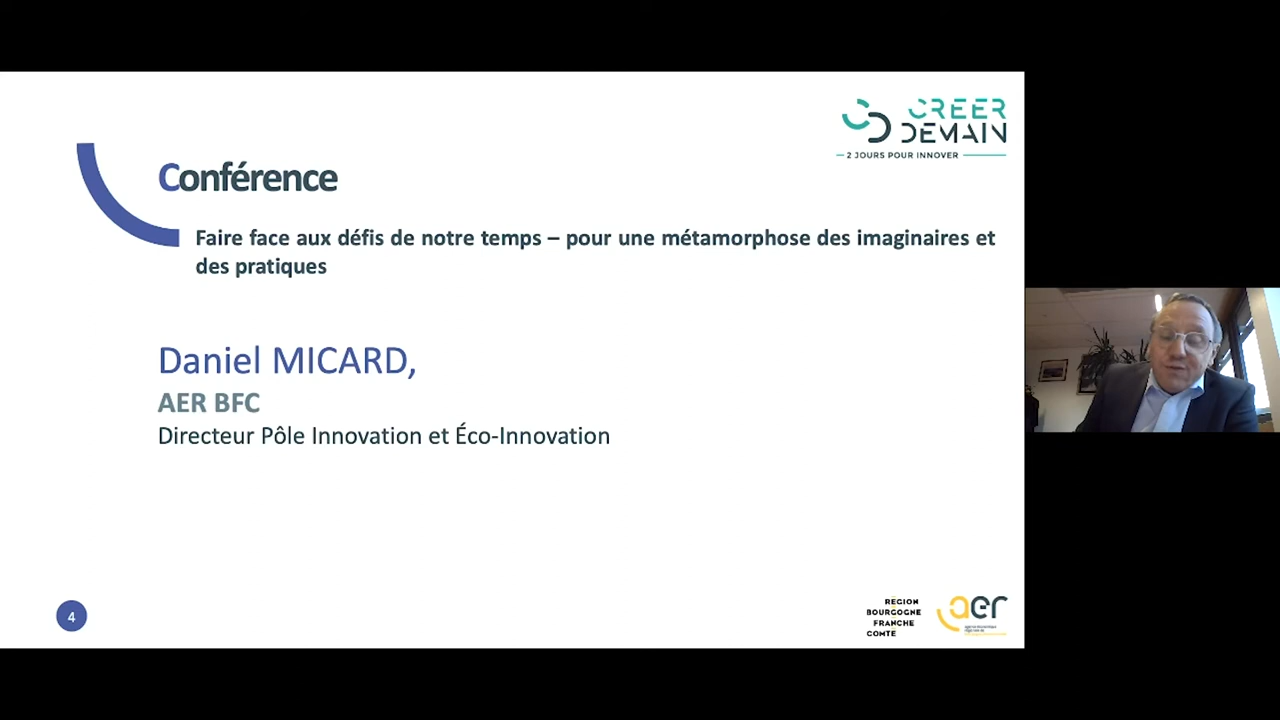 CREER
DEMAIN
2 JOURS POUR INNOVER
Conférence
Faire face aux défis de notre temps – pour une métamorphose des imaginaires et
des pratiques
Daniel MICARD,
AER BFC
Directeur Pôle Innovation et Éco-Innovation
4
REGION
BOURGOGNE
FRANCHE
COMTE
aer